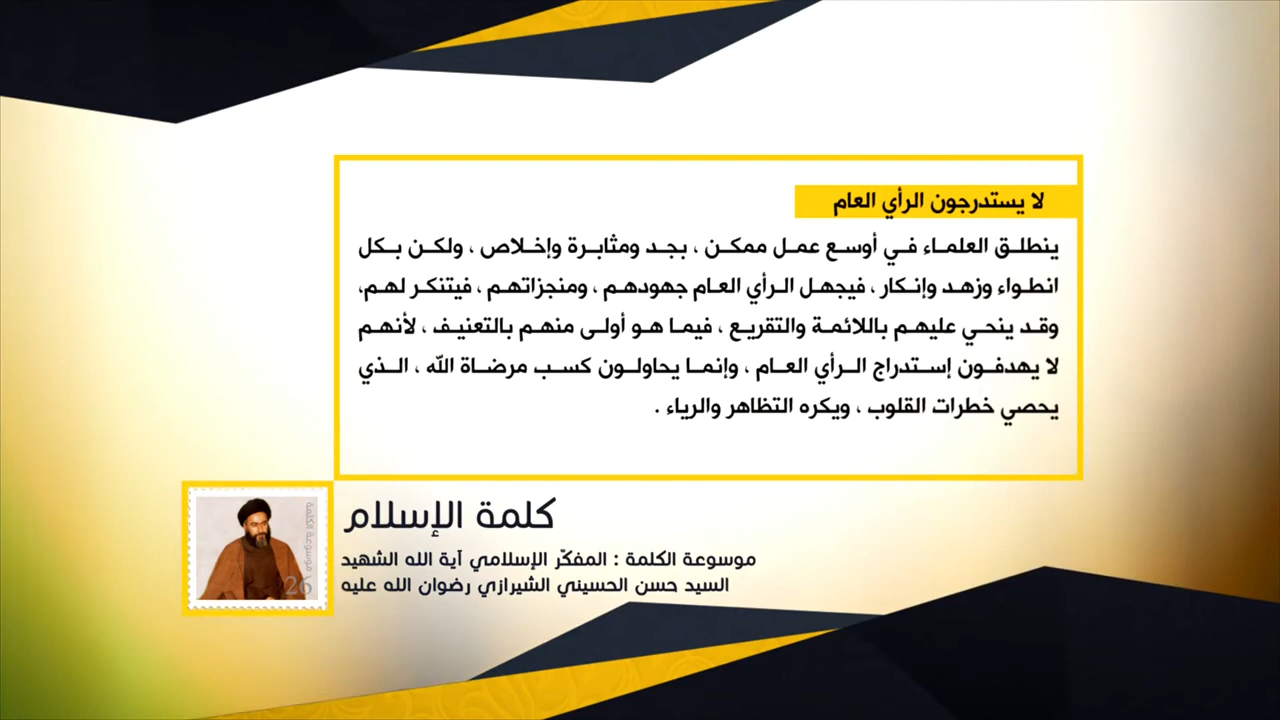 لا يستدرجون الرأي العام
ينطلق العلماء في أوسع عمل ممكن ، بجد ومثابرة وإخلاص ، ولكن بكل
انطواء وزهد وإنكار ، فيجهل الرأي العام جهودهم ، ومنجزاتهم ، فيتنكر لهم،
وقد ينحي عليهم باللائمة والتقريع ، فيما هو أولى منهم بالتعنيف ، لأنهم
لا يهدفون إستدراج الرأي العام ، وإنما يحاولون كسب مرضاة الله ، الذي
يحصي خطرات القلوب ، ويكره التظاهر والرياء .
كلمة الإسلام
موسوعة الكلمة : المفكّر الإسلامي آية الله الشهيد
السيد حسن الحسيني الشيرازي رضوان الله عليه
موسوعة الكلمة
26